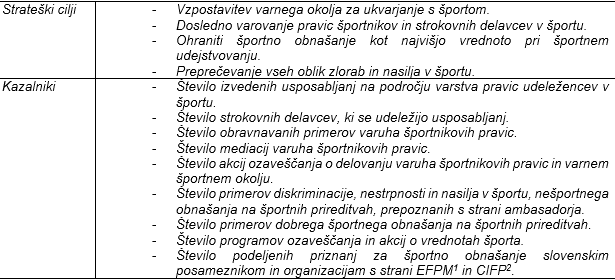 Strateški cilji
- Vzpostavitev varnega okolja za ukvarjanje s športom.
- Dosledno varovanje pravic športnikov in strokovnih delavcev v športu.
- Ohraniti športno obnašanje kot najvišjo vrednoto pri športnem
udejstvovanju.
- Preprečevanje vseh oblik zlorab in nasilja v športu.
Kazalniki
- Število izvedenih usposabljanj na področju varstva pravic udeležencev v
športu.
- Število strokovnih delavcev, ki se udeležijo usposabljanj.
- Število obravnavanih primerov varuha športnikovih pravic.
- Število mediacij varuha športnikovih pravic.
- Število akcij ozaveščanja o delovanju varuha športnikovih pravic in varnem
športnem okolju.
- Število primerov diskriminacije, nestrpnosti in nasilja v športu, nešportnega
obnašanja na športnih prireditvah, prepoznanih s strani ambasadorja.
- Število primerov dobrega športnega obnašanja na športnih prireditvah.
- Število programov ozaveščanja in akcij o vrednotah športa.
- Število podeljenih priznanj za športno obnašanje slovenskim
posameznikom in organizacijam s strani EFPM¹ in CIFP².